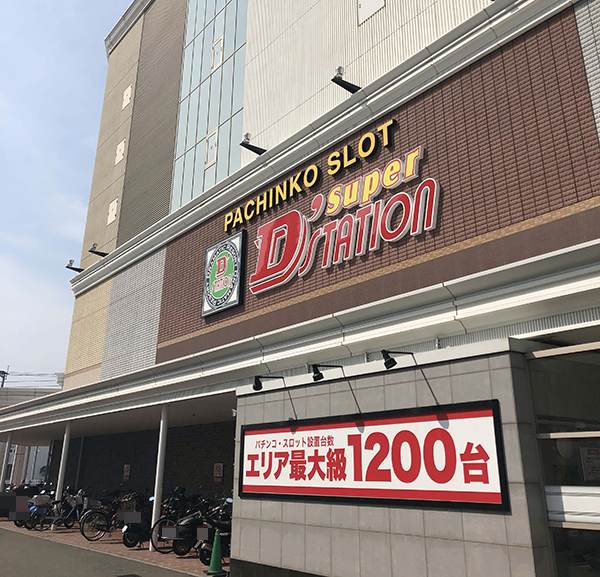 PACHINKO SLOT
Super
D'STATION
D'
パチンコ・スロット設置台数
エリア最大級1200台